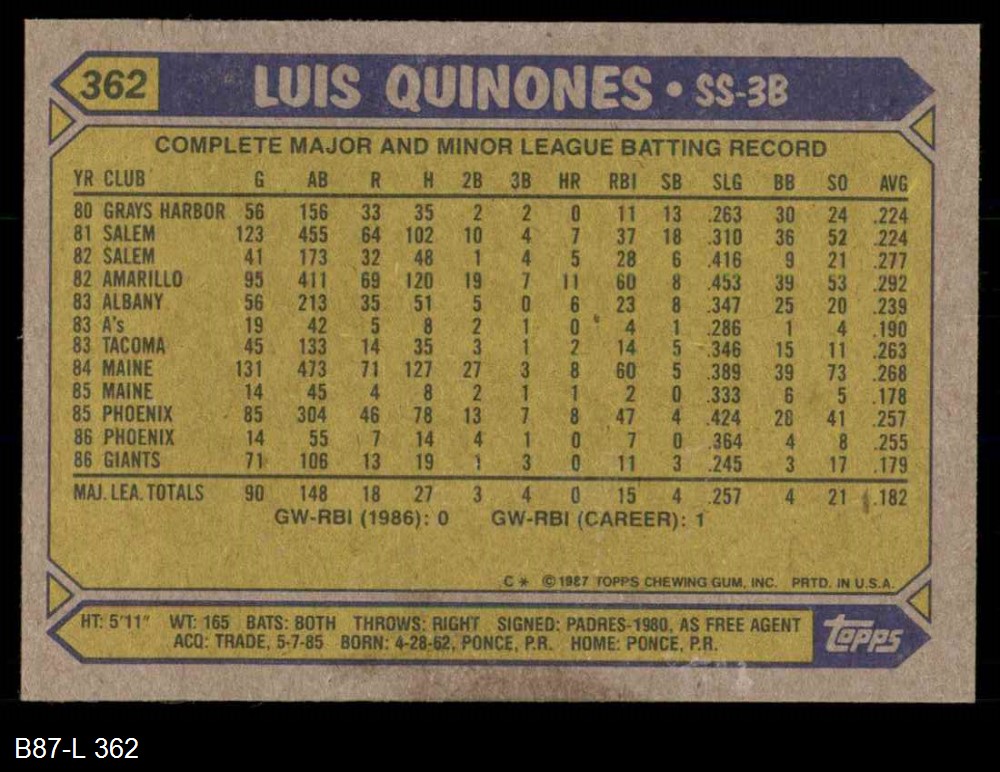 362 LUIS QUINONES • SS-3B
COMPLETE MAJOR AND MINOR LEAGUE BATTING RECORD
YR CLUB G AB R H 2B 3B HR RBI SB SLG BB SO AVG
80 GRAYS HARBOR 56 156 33 35 2 2 0 11 13 .263 30 24 .224
81 SALEM 123 455 64 102 10 4 7 37 18 .310 36 52 .224
82 SALEM 41 173 32 48 1 4 5 28 6 .416 9 21 .277
82 AMARILLO 95 411 69 120 19 7 11 60 8 .453 39 53 .292
83 ALBANY 56 213 35 51 5 0 6 23 8 .347 25 20 .239
83 A's 19 42 5 8 2 1 0 4 1 .286 1 4 .190
83 TACOMA 45 133 14 35 3 1 2 14 5 .346 15 11 .263
84 MAINE 131 473 71 127 27 3 8 60 5 .389 39 73 .268
85 MAINE 14 45 4 8 2 1 1 2 0 .333 6 5 .178
85 PHOENIX 85 304 46 78 13 7 8 47 4 .424 28 41 .257
86 PHOENIX 14 55 7 14 4 1 0 7 0 .364 4 8 .255
86 GIANTS 71 106 13 19 1 3 0 11 3 .245 3 17 .179
MAJ. LEA. TOTALS 90 148 18 27 3 4 0 15 4 .257 4 21 .182
GW-RBI (1986): 0 GW-RBI (CAREER): 1
C* ©1987 TOPPS CHEWING GUM, INC. PRTD. IN U.S.A.
HT: 5'11" WT: 165 BATS: BOTH THROWS: RIGHT SIGNED: PADRES-1980, AS FREE AGENT
ACQ: TRADE, 5-7-85 BORN: 4-28-62, PONCE, P.R. HOME: PONCE, P.R.
topps
B87-L 362